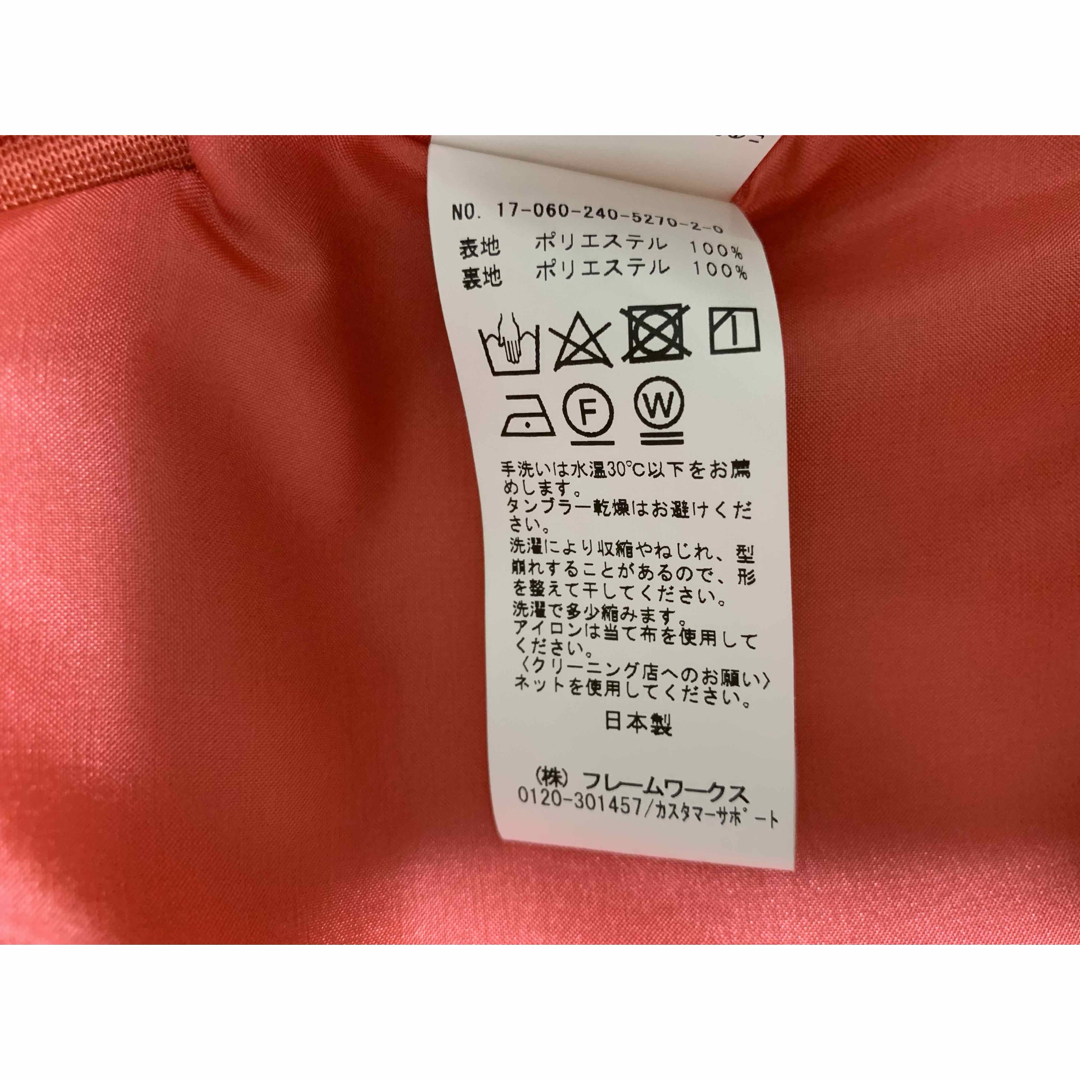 NO. 17-060-240-5270-2-0
表地 ポリエステル 100%
裏地 ポリエステル 100%
F W
手洗いは水温30℃以下をお薦
めします。
タンブラー乾燥はお避けくだ
さい。
洗濯により収縮やねじれ、型
崩れすることがあるので、形
を整えて干してください。
洗濯で多少縮みます。
アイロンは当て布を使用して
ください。
〈クリーニング店へのお願い〉
ネットを使用してください。
日本製
(株) フレームワークス
0120-301457/カスタマーサポート